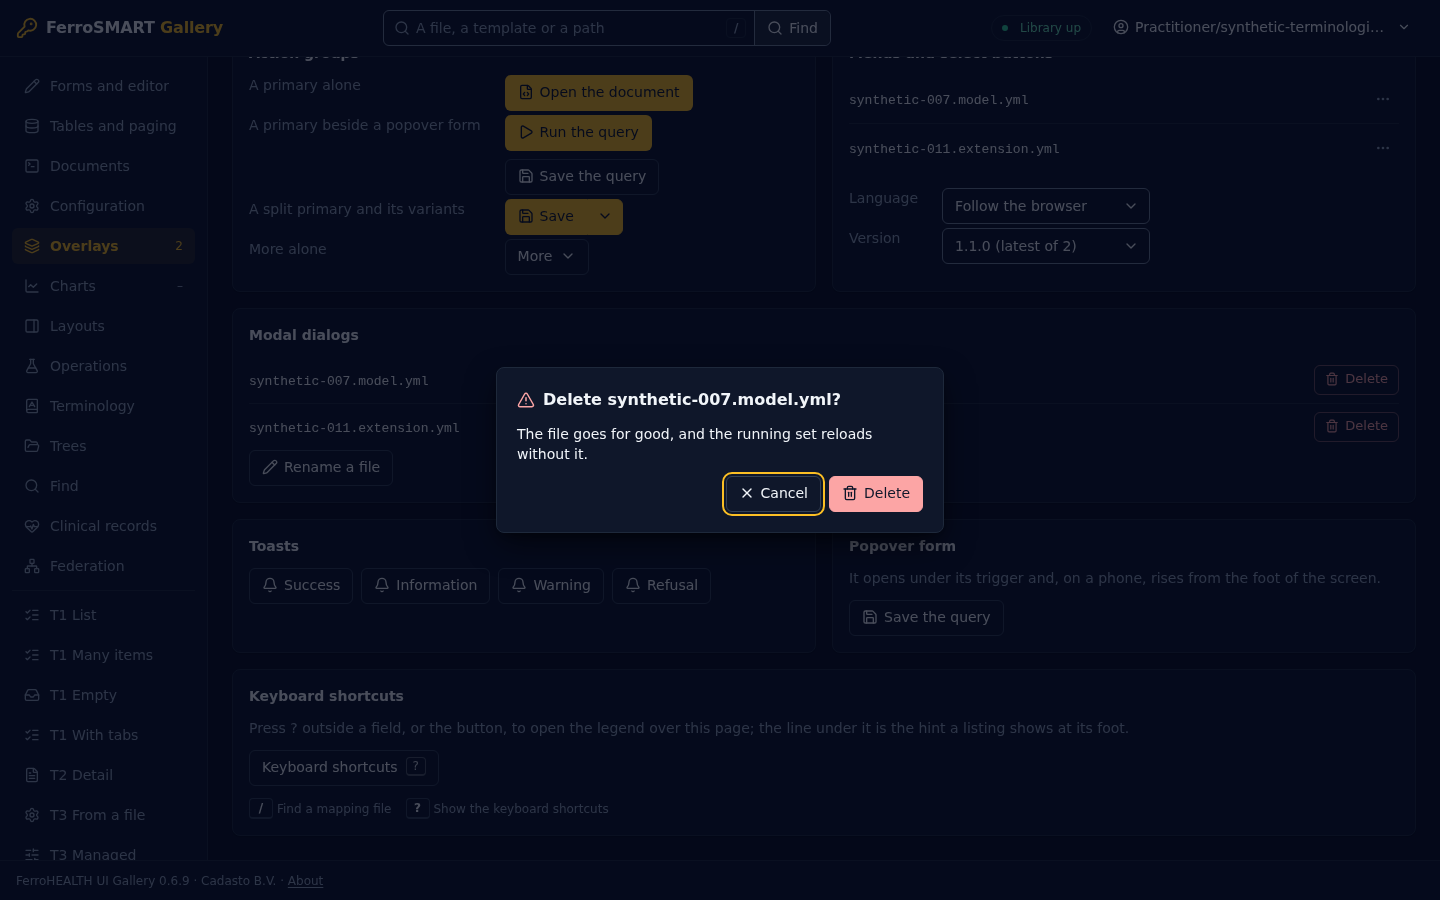 FerroSMART Gallery
A file, a template or a path
/
Find
Library up
Practitioner/synthetic-terminologi...
Forms and editor
Tables and paging
Documents
Configuration
Overlays 2
Charts –
Layouts
Operations
Terminology
Trees
Find
Clinical records
Federation
T1 List
T1 Many items
T1 Empty
T1 With tabs
T2 Detail
T3 From a file
T3 Managed
A primary alone
Open the document
A primary beside a popover form
Run the query
Save the query
A split primary and its variants
Save
More alone
More
synthetic-007.model.yml
synthetic-011.extension.yml
Language
Follow the browser
Version
1.1.0 (latest of 2)
Modal dialogs
synthetic-007.model.yml
Delete
synthetic-011.extension.yml
Delete
Rename a file
Delete synthetic-007.model.yml?
The file goes for good, and the running set reloads
without it.
Cancel
Delete
Toasts
Success
Information
Warning
Refusal
Popover form
It opens under its trigger and, on a phone, rises from the foot of the screen.
Save the query
Keyboard shortcuts
Press ? outside a field, or the button, to open the legend over this page; the line under it is the hint a listing shows at its foot.
Keyboard shortcuts ?
/ Find a mapping file ? Show the keyboard shortcuts
FerroHEALTH UI Gallery 0.6.9 · Cadasto B.V. · About